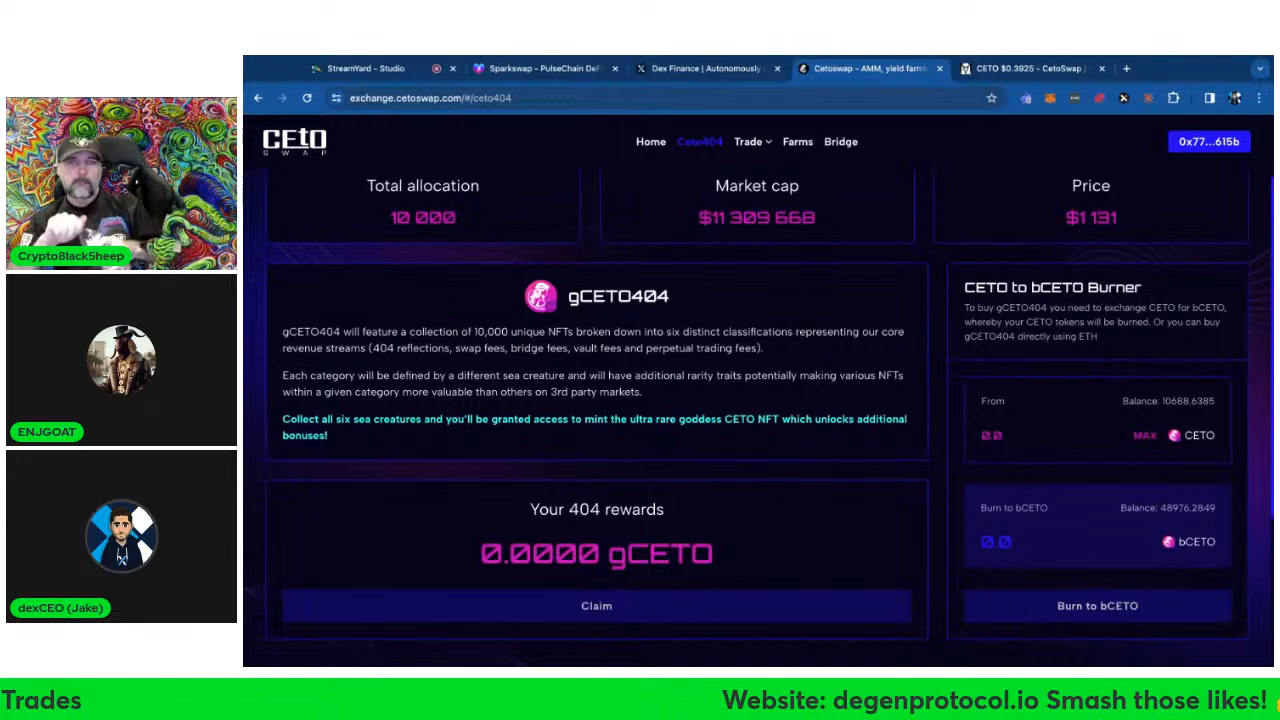 StreamYard - Studio
Sparkswap - PulseChain DeF
Dex Finance | Autonomously
Cetoswap - AMM, yield farmi
CETO $0.3925 - CetoSwap /
exchange.cetoswap.com/#/ceto404
CETO
SWAP
Home
Ceto404
Trade
Farms
Bridge
0x77...615b
Total allocation
10 000
Market cap
$11 309 668
Price
$1 131
gCETO404
gCETO404 will feature a collection of 10,000 unique NFTs broken down into six distinct classifications representing our core
revenue streams (404 reflections, swap fees, bridge fees, vault fees and perpetual trading fees).
Each category will be defined by a different sea creature and will have additional rarity traits potentially making various NFTs
within a given category more valuable than others on 3rd party markets.
Collect all six sea creatures and you'll be granted access to mint the ultra rare goddess CETO NFT which unlocks additional
bonuses!
Your 404 rewards
0.0000 gCETO
Claim
CETO to bCETO Burner
To buy gCETO404 you need to exchange CETO for bCETO,
whereby your CETO tokens will be burned. Or you can buy
gCETO404 directly using ETH
From
Balance: 10688.6385
0.0
MAX
CETO
Burn to bCETO
Balance: 48976.2849
0.0
bCETO
Burn to bCETO
Crypto8lack5heep
ENJGOAT
dexCEO (Jake)
Trades
Website: degenprotocol.io Smash those likes!